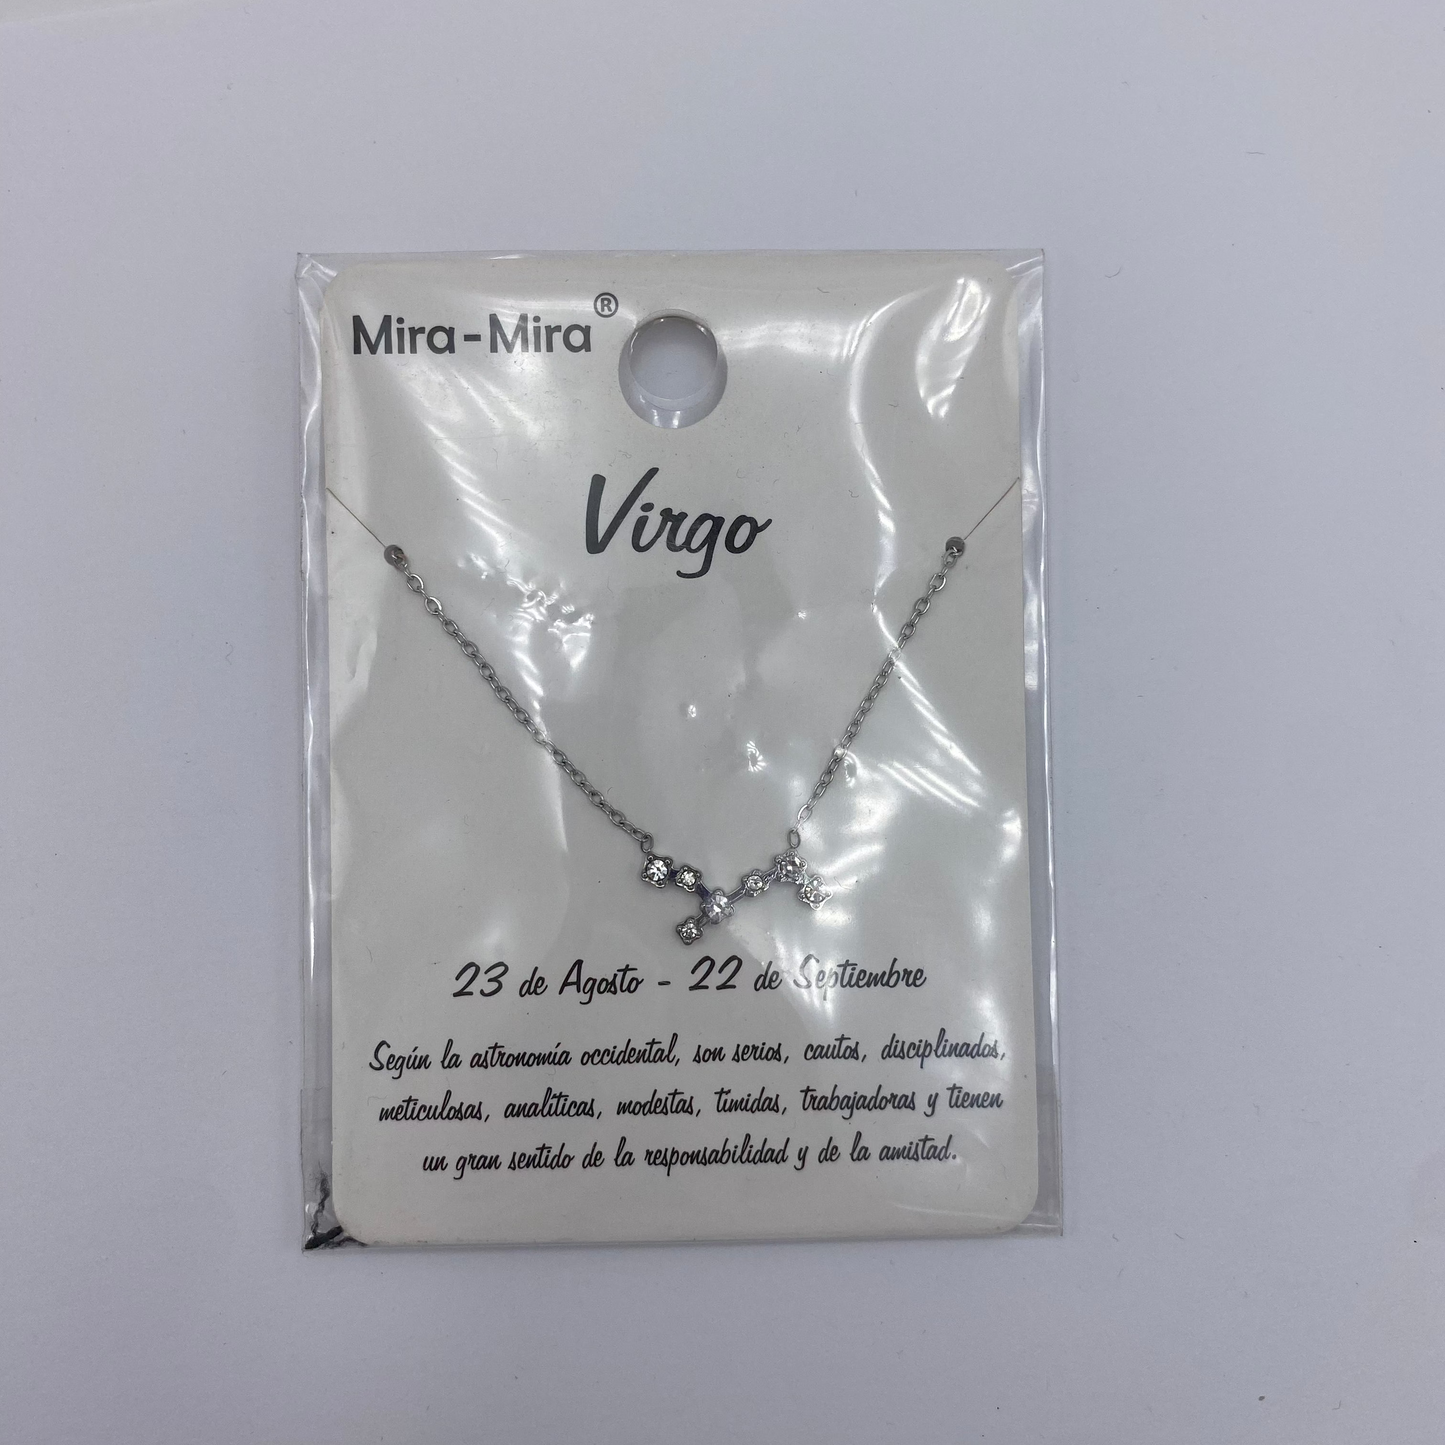 Mira-Mira®
Virgo
23 de Agosto - 22 de Septiembre
Según la astronomía occidental, son serios, cautos, disciplinados,
meticulosas, analíticas, modestas, tímidas, trabajadoras y tienen
un gran sentido de la responsabilidad y de la amistad.